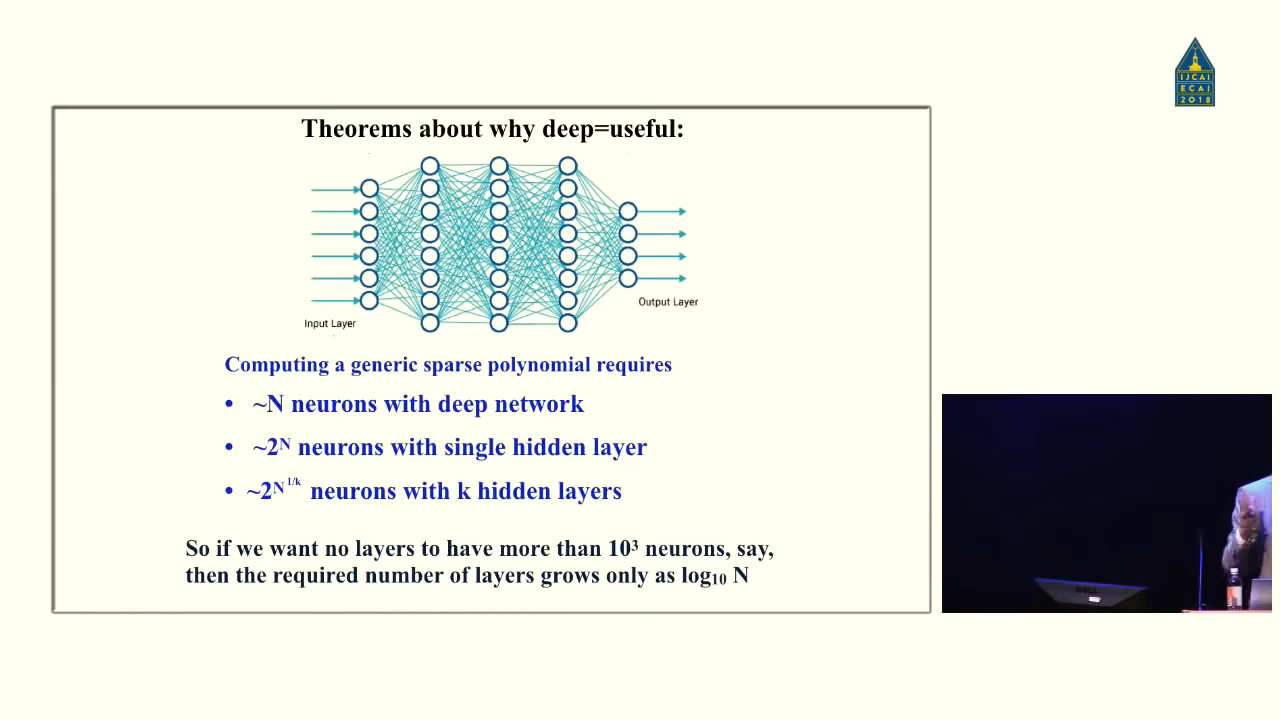 IJCAI
ECAI
2018
Theorems about why deep=useful:
Input Layer
Output Layer
Computing a generic sparse polynomial requires
• ~N neurons with deep network
• ~2ᴺ neurons with single hidden layer
• ~2ᴺ^1/k neurons with k hidden layers
So if we want no layers to have more than 10³ neurons, say,
then the required number of layers grows only as log₁₀ N
DELL